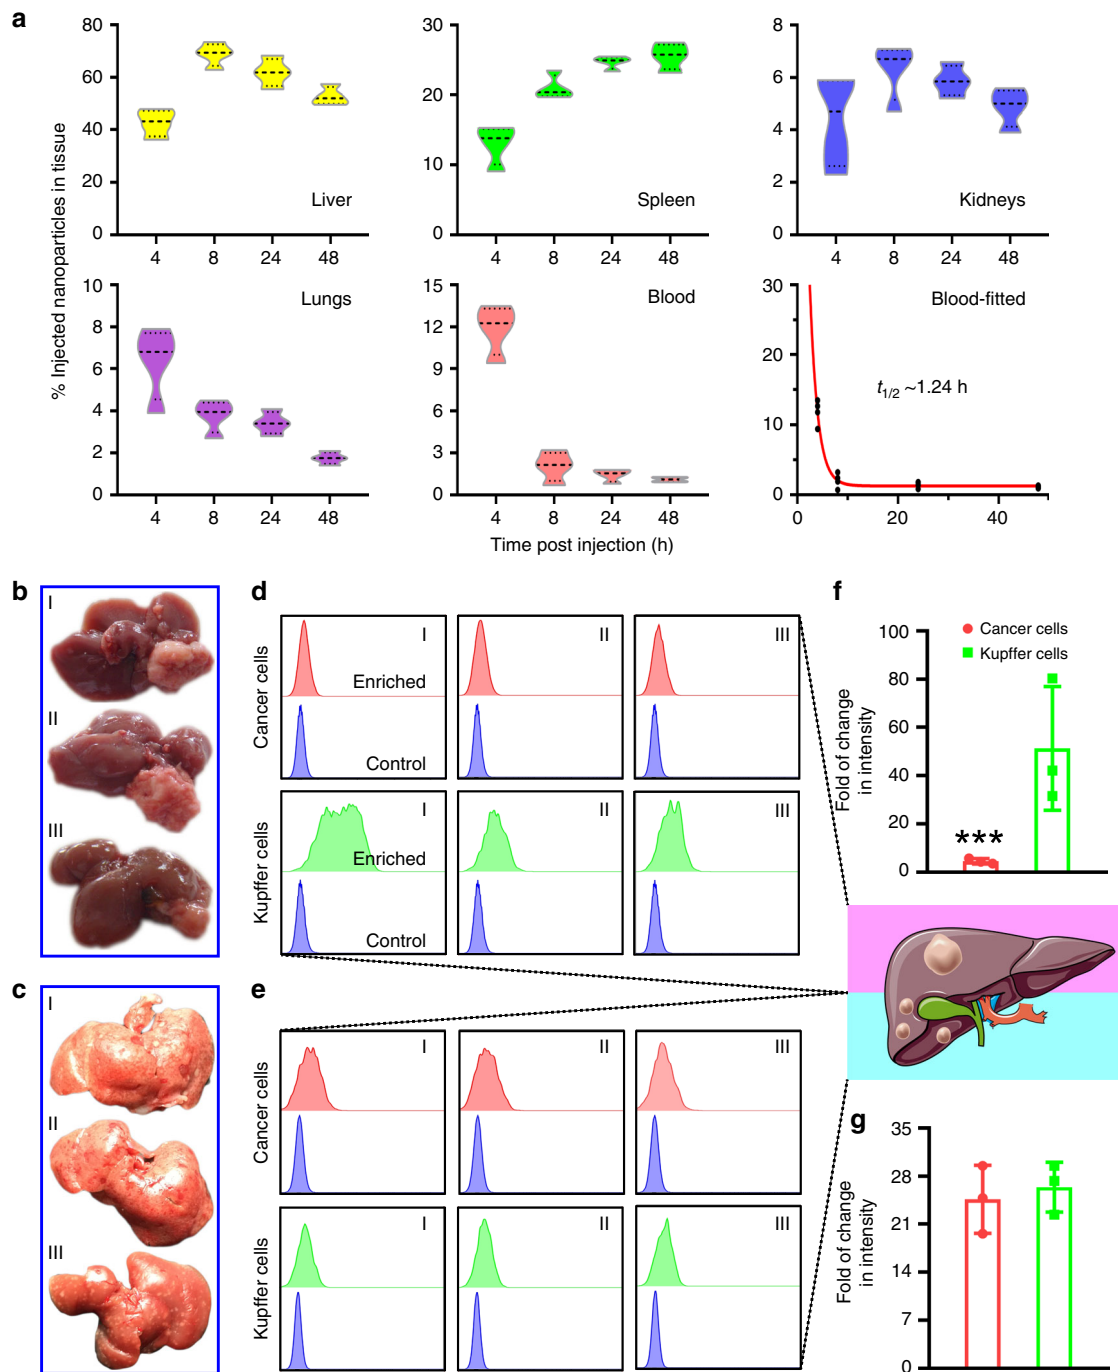 a
% Injected nanoparticles in tissue
80
60
40
20
0
Liver
4 8 24 48
30
20
10
0
Spleen
4 8 24 48
8
6
4
2
0
Kidneys
4 8 24 48
10
8
6
4
2
0
Lungs
4 8 24 48
15
12
9
6
3
0
Blood
4 8 24 48
30
20
10
0
Blood-fitted
t1/2 ~1.24 h
0 20 40
Time post injection (h)
b
I
II
III
c
I
II
III
d
Cancer cells
I
Enriched
Control
II
III
Kupffer cells
I
Enriched
Control
II
III
e
Cancer cells
I
II
III
Kupffer cells
I
II
III
f
Cancer cells
Kupffer cells
Fold of change
in intensity
100
80
60
40
20
0
***
g
Fold of change
in intensity
35
28
21
14
7
0